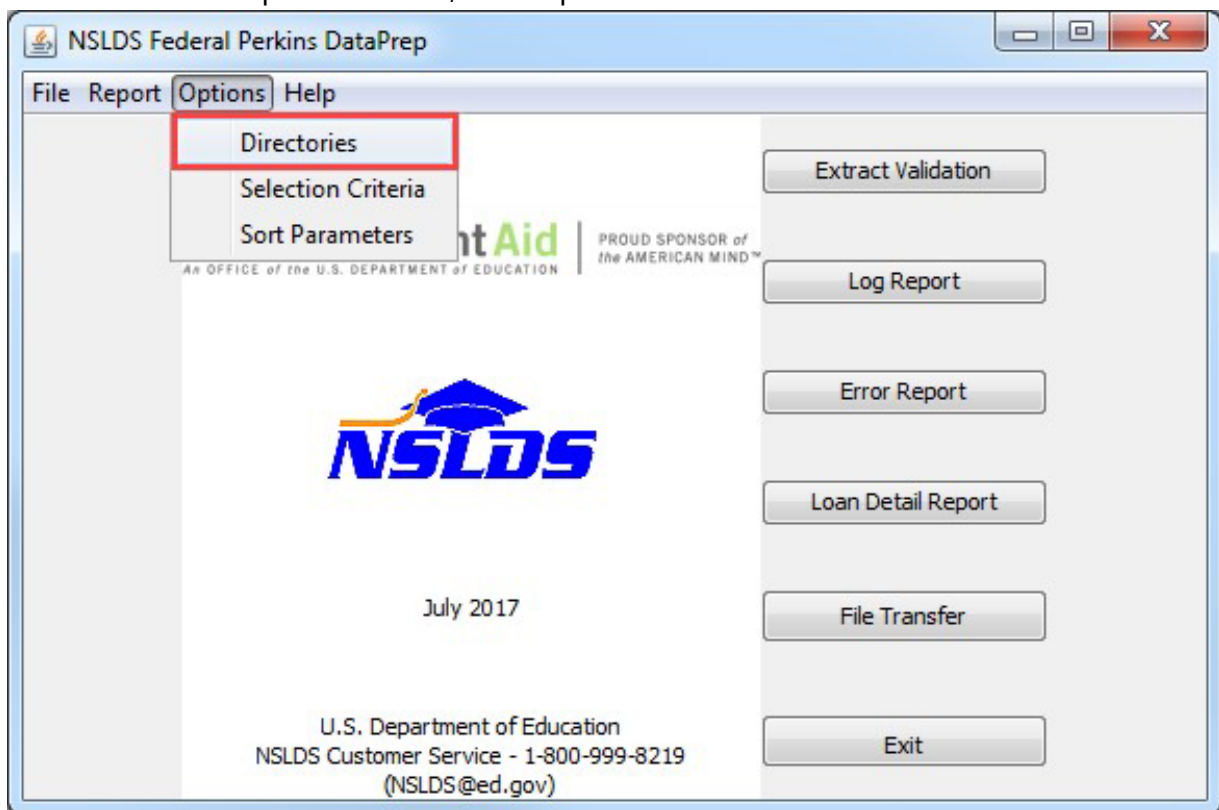 NSLDS Federal Perkins DataPrep
File Report Options Help
Directories
Selection Criteria
Sort Parameters
nt Aid
PROUD SPONSOR of
the AMERICAN MIND™
An OFFICE of the U.S. DEPARTMENT of EDUCATION
NSLDS
July 2017
U.S. Department of Education
NSLDS Customer Service - 1-800-999-8219
(NSLDS@ed.gov)
Extract Validation
Log Report
Error Report
Loan Detail Report
File Transfer
Exit